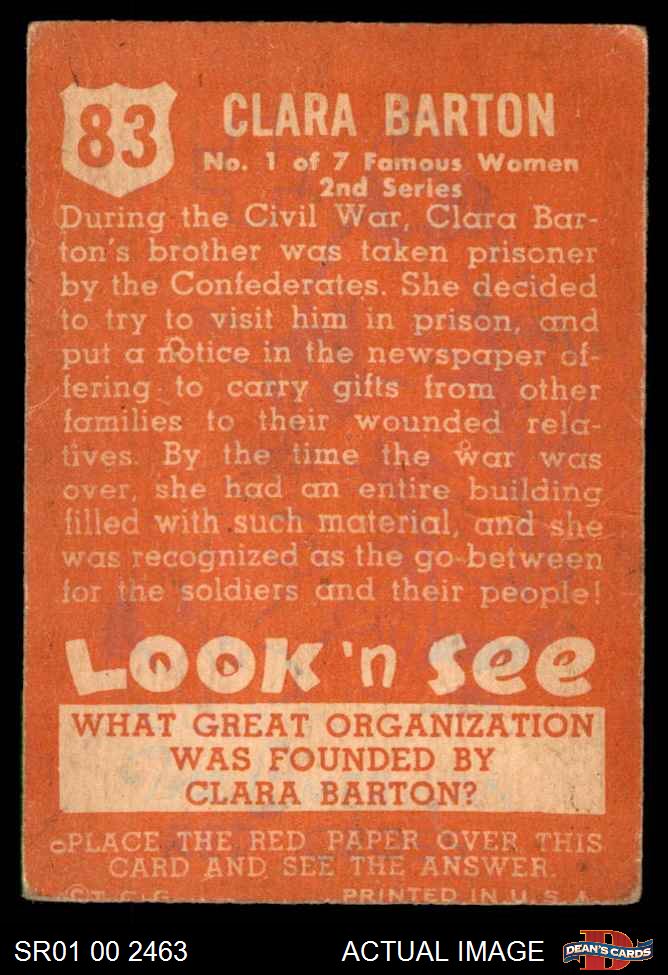 83
CLARA BARTON
No. 1 of 7 Famous Women
2nd Series
During the Civil War, Clara Bar-
ton's brother was taken prisoner
by the Confederates. She decided
to try to visit him in prison, and
put a notice in the newspaper of-
fering to carry gifts from other
families to their wounded rela-
tives. By the time the war was
over, she had an entire building
filled with such material, and she
was recognized as the go-between
for the soldiers and their people!
LOOK 'n SEE
WHAT GREAT ORGANIZATION
WAS FOUNDED BY
CLARA BARTON?
PLACE THE RED PAPER OVER THIS
CARD AND SEE THE ANSWER.
©T.C.G. PRINTED IN U.S.A.
SR01 00 2463 ACTUAL IMAGE D DEAN'S CARDS